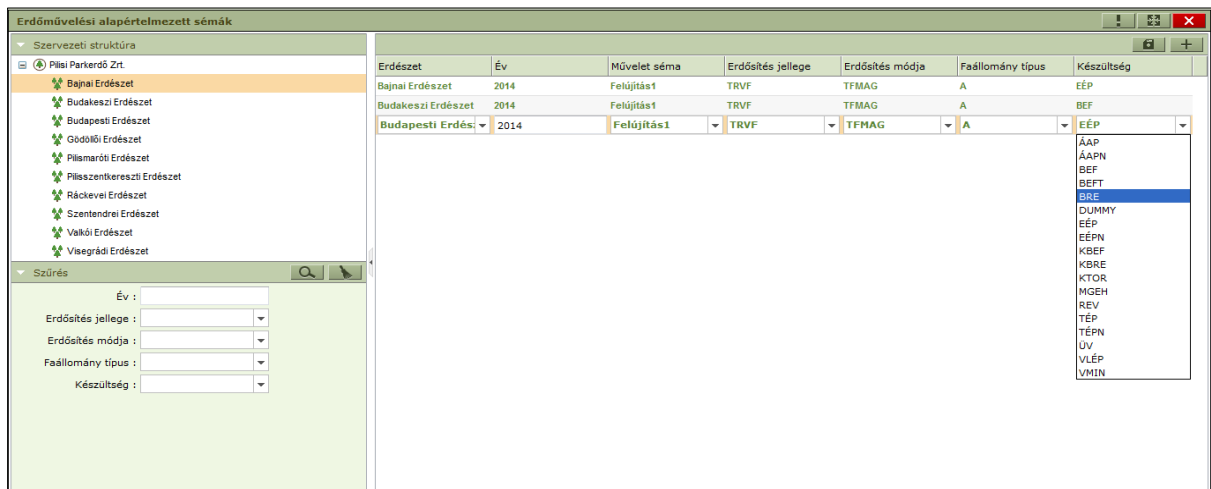 Erdőművelési alapértelmezett sémák
Szervezeti struktúra
Pilisi Parkerdő Zrt.
Bajnai Erdészet
Budakeszi Erdészet
Budapesti Erdészet
Gödöllői Erdészet
Pilismaróti Erdészet
Pilisszentkereszti Erdészet
Ráckevei Erdészet
Szentendrei Erdészet
Valkói Erdészet
Visegrádi Erdészet
Szűrés
Év :
Erdősítés jellege :
Erdősítés módja :
Faállomány típus :
Készültség :
Erdészet Év Művelet séma Erdősítés jellege Erdősítés módja Faállomány típus Készültség
Bajnai Erdészet 2014 Felújítás1 TRVF TFMAG A EÉP
Budakeszi Erdészet 2014 Felújítás1 TRVF TFMAG A BEF
Budapesti Erdés 2014 Felújítás1 TRVF TFMAG A EÉP
ÁAP
ÁAPN
BEF
BEFT
BRE
DUMMY
EÉP
EÉPN
KBEF
KBRE
KTOR
MGEH
REV
TÉP
TÉPN
ÜV
VLÉP
VMIN